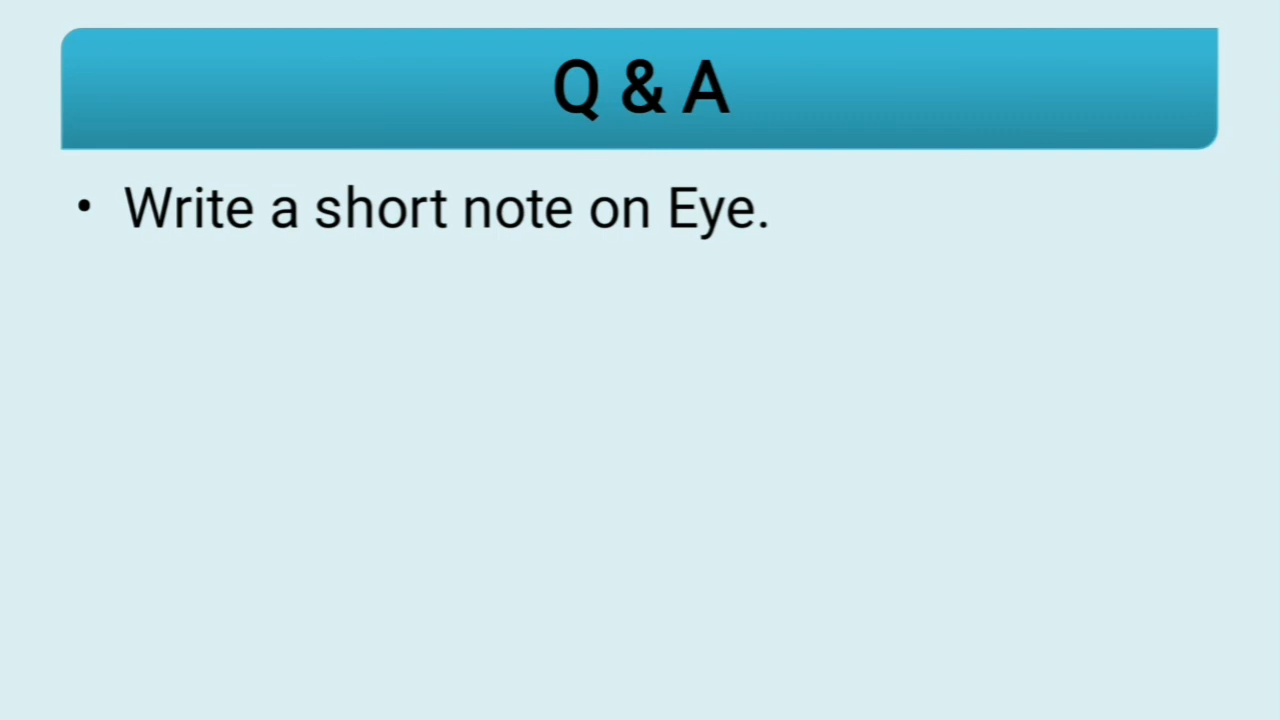 Q & A
• Write a short note on Eye.